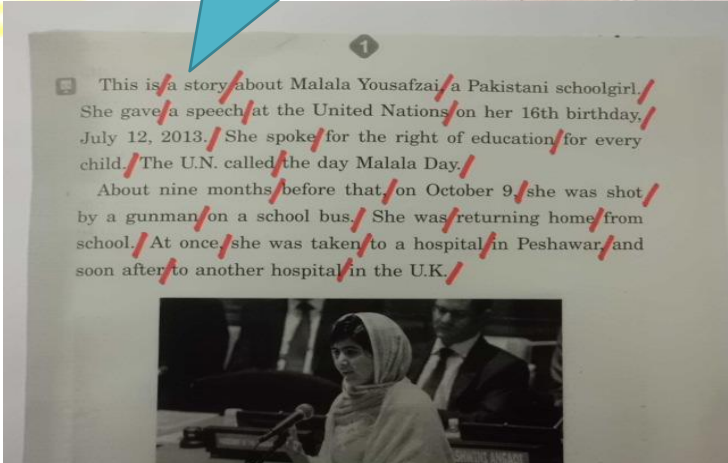 1
This is a story about Malala Yousafzai, a Pakistani schoolgirl.
She gave a speech at the United Nations on her 16th birthday,
July 12, 2013. She spoke for the right of education for every
child. The U.N. called the day Malala Day.
About nine months before that, on October 9, she was shot
by a gunman on a school bus. She was returning home from
school. At once, she was taken to a hospital in Peshawar, and
soon after to another hospital in the U.K.